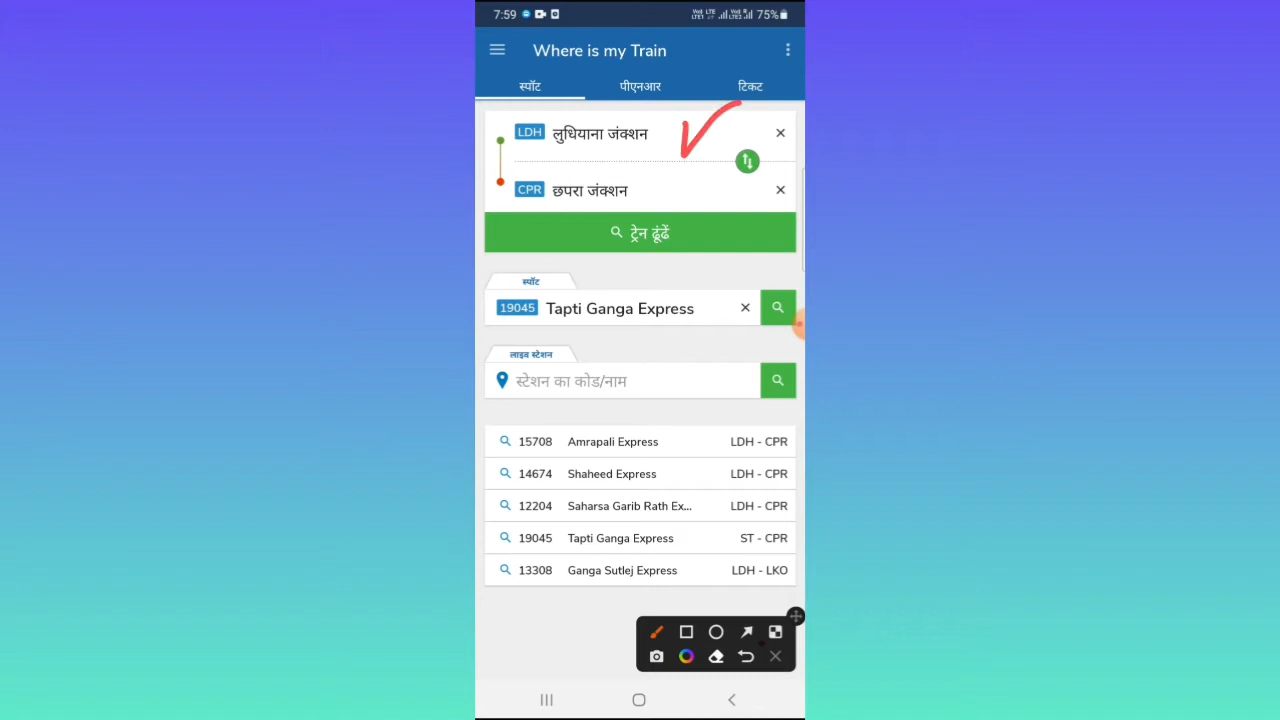 7:59 75%
Where is my Train
स्पॉट पीएनआर टिकट
LDH लुधियाना जंक्शन
CPR छपरा जंक्शन
ट्रेन ढूंढें
स्पॉट
19045 Tapti Ganga Express
लाइव स्टेशन
स्टेशन का कोड/नाम
15708 Amrapali Express LDH - CPR
14674 Shaheed Express LDH - CPR
12204 Saharsa Garib Rath Ex... LDH - CPR
19045 Tapti Ganga Express ST - CPR
13308 Ganga Sutlej Express LDH - LKO